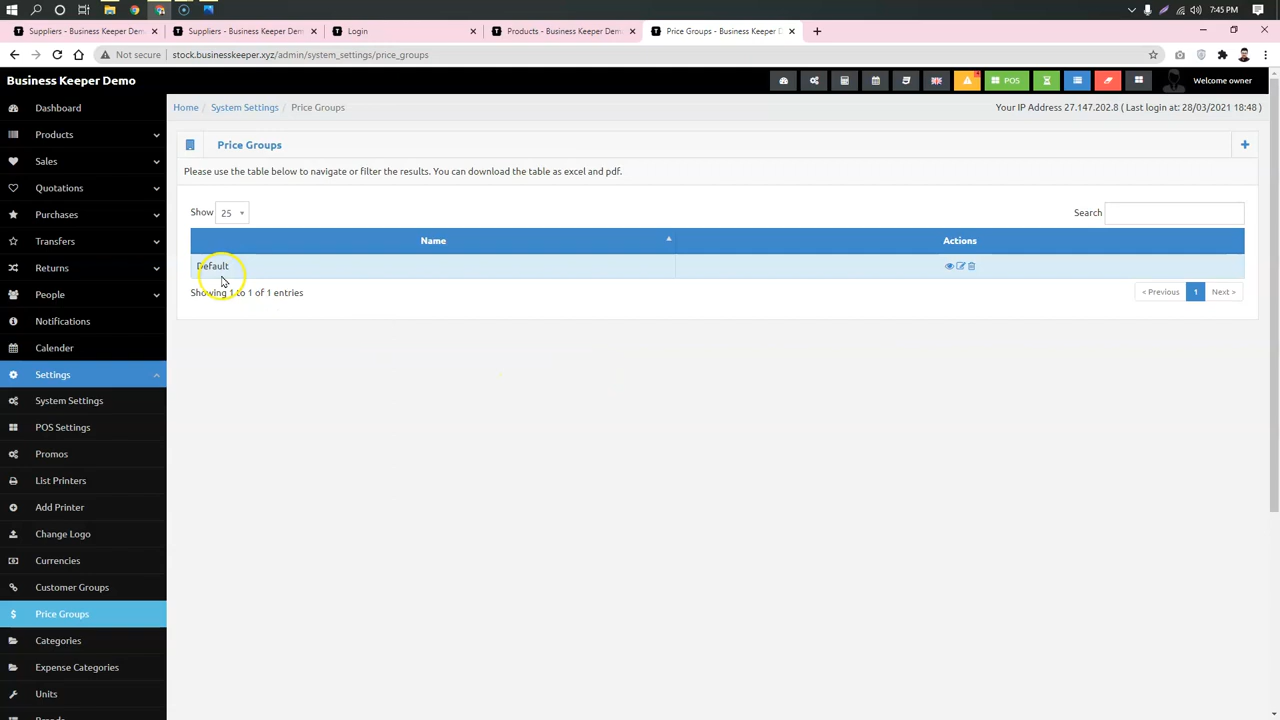 7:45 PM
Suppliers - Business Keeper Demo
Suppliers - Business Keeper Demo
Login
Products - Business Keeper Demo
Price Groups - Business Keeper D
Not secure stock.businesskeeper.xyz/admin/system_settings/price_groups
Business Keeper Demo
POS
Welcome owner
Dashboard
Products
Sales
Quotations
Purchases
Transfers
Returns
People
Notifications
Calender
Settings
System Settings
POS Settings
Promos
List Printers
Add Printer
Change Logo
Currencies
Customer Groups
Price Groups
Categories
Expense Categories
Units
Home / System Settings / Price Groups
Your IP Address 27.147.202.8 ( Last login at: 28/03/2021 18:48 )
Price Groups
Please use the table below to navigate or filter the results. You can download the table as excel and pdf.
Show 25
Search
Name Actions
Default
Showing 1 to 1 of 1 entries
< Previous 1 Next >